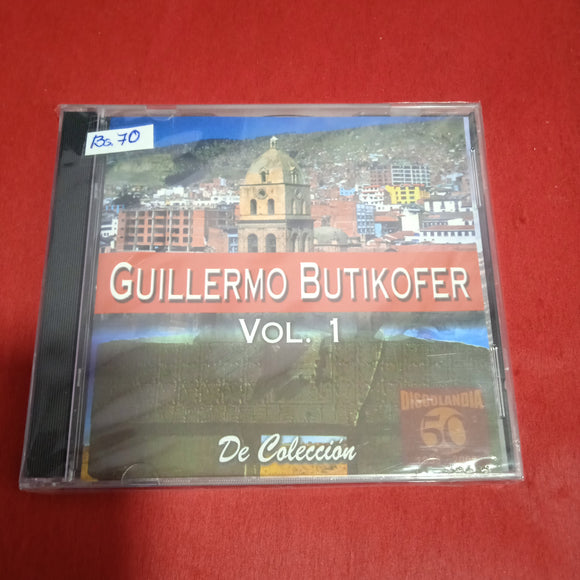 Bs. 70
GUILLERMO BUTIKOFER
VOL. 1
DISCOLANDIA
50
De Colección